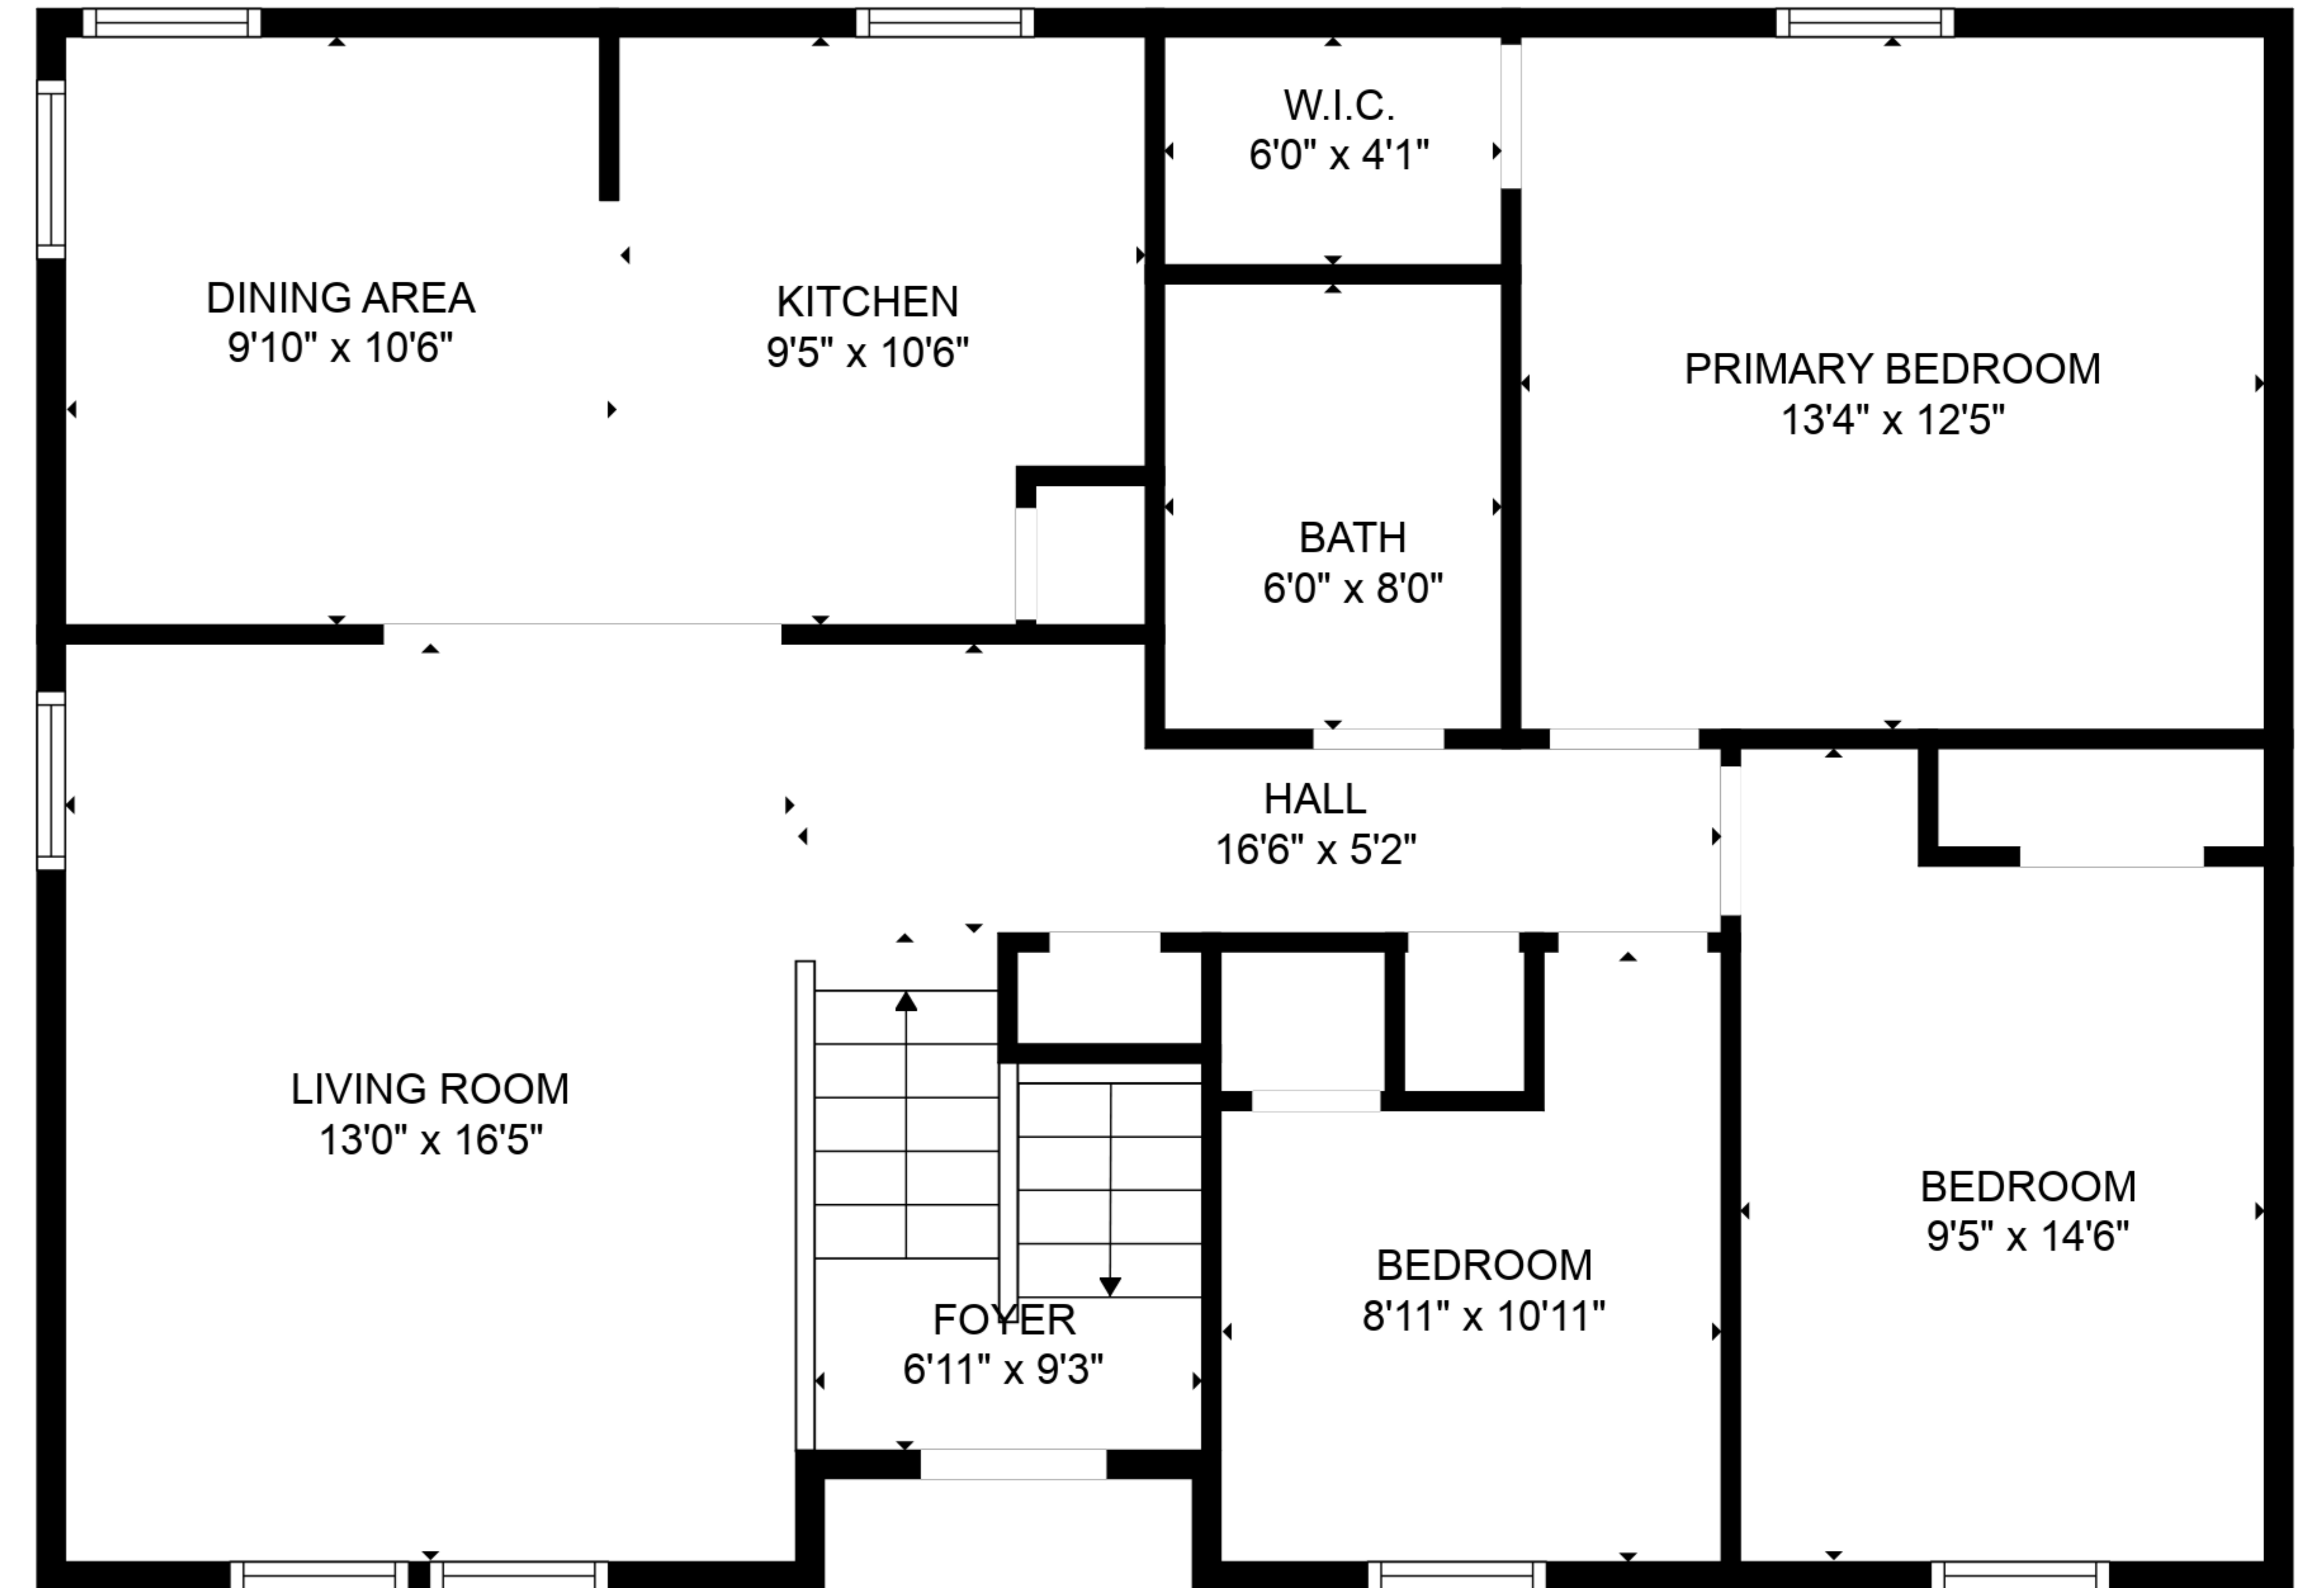 W.I.C.
6'0" x 4'1"
DINING AREA
9'10" x 10'6"
KITCHEN
9'5" x 10'6"
PRIMARY BEDROOM
13'4" x 12'5"
BATH
6'0" x 8'0"
HALL
16'6" x 5'2"
LIVING ROOM
13'0" x 16'5"
BEDROOM
9'5" x 14'6"
BEDROOM
8'11" x 10'11"
FOYER
6'11" x 9'3"